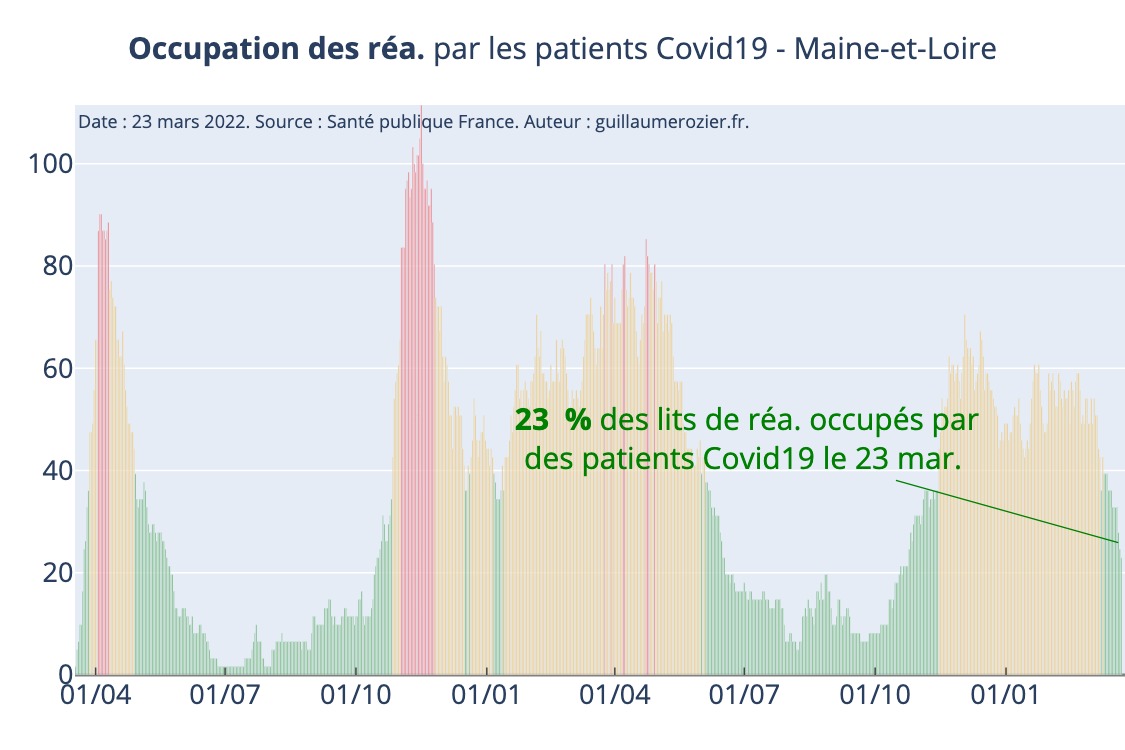 Occupation des réa. par les patients Covid19 - Maine-et-Loire
Date : 23 mars 2022. Source : Santé publique France. Auteur : guillaumerozier.fr.
100
80
60
40
20
0
23 % des lits de réa. occupés par
des patients Covid19 le 23 mar.
01/04 01/07 01/10 01/01 01/04 01/07 01/10 01/01